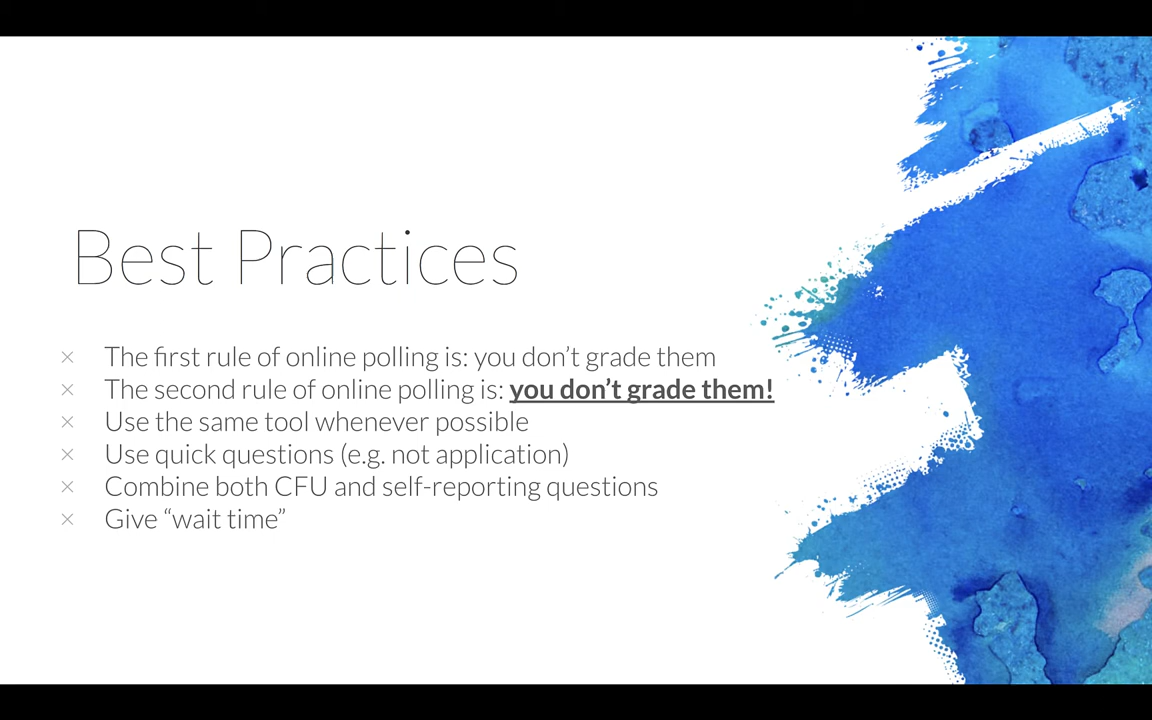 Best Practices
× The first rule of online polling is: you don’t grade them
× The second rule of online polling is: you don’t grade them!
× Use the same tool whenever possible
× Use quick questions (e.g. not application)
× Combine both CFU and self-reporting questions
× Give “wait time”